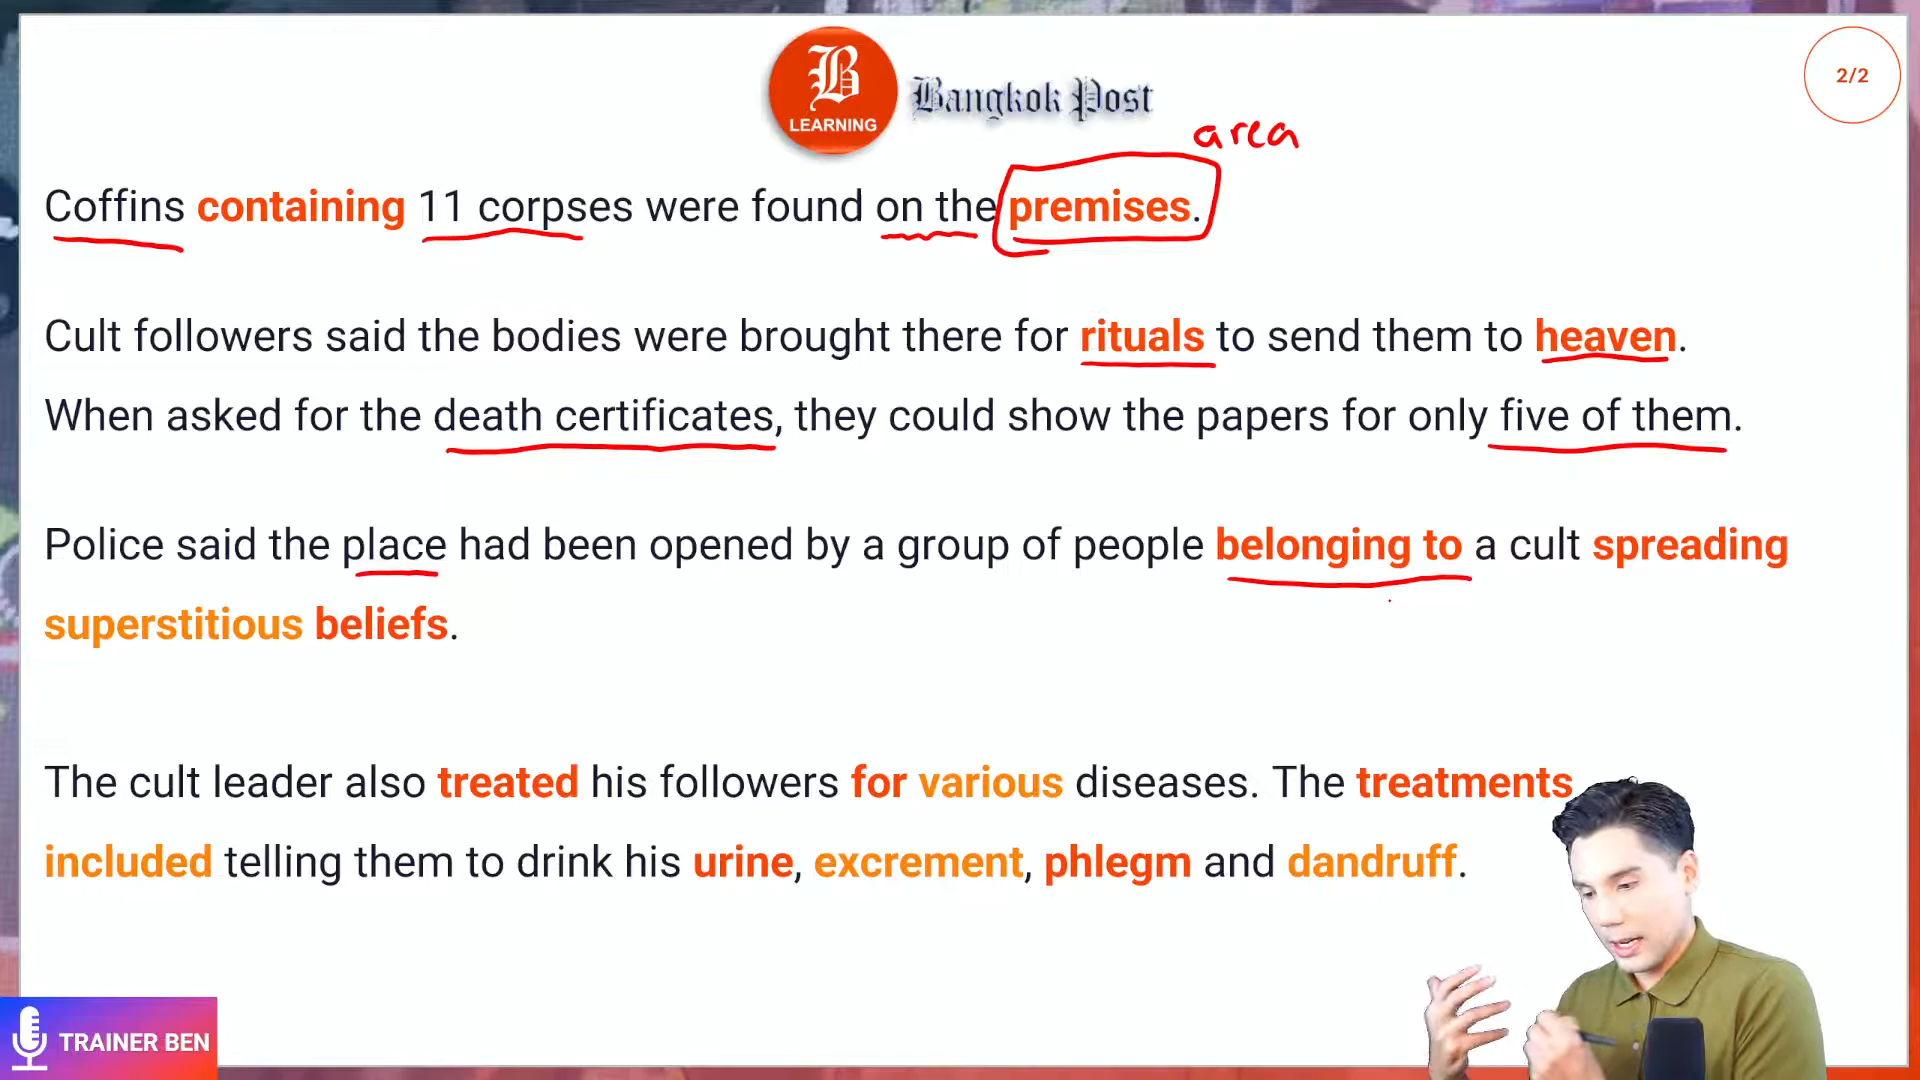 B
LEARNING
Bangkok Post
2/2
area
Coffins containing 11 corpses were found on the premises.
Cult followers said the bodies were brought there for rituals to send them to heaven.
When asked for the death certificates, they could show the papers for only five of them.
Police said the place had been opened by a group of people belonging to a cult spreading
superstitious beliefs.
The cult leader also treated his followers for various diseases. The treatments
included telling them to drink his urine, excrement, phlegm and dandruff.
TRAINER BEN